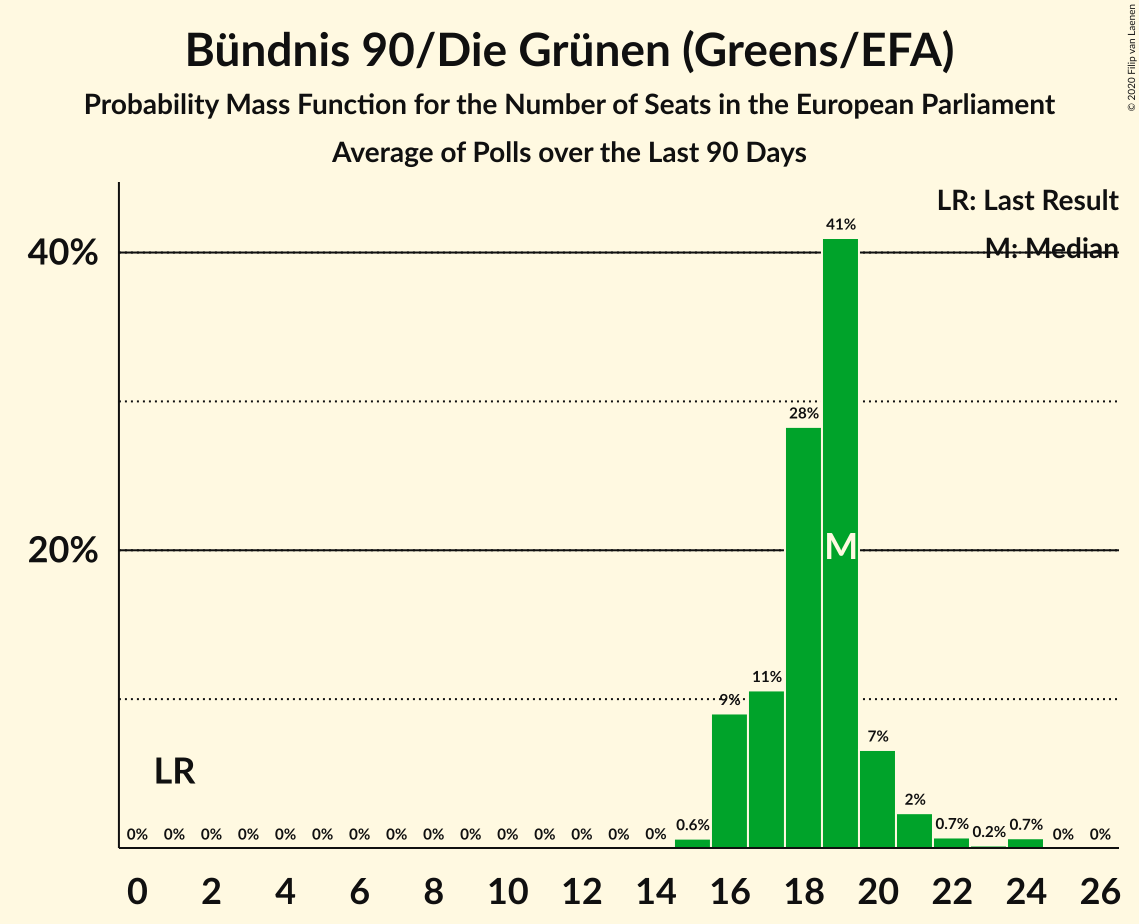 Bündnis 90/Die Grünen (Greens/EFA)
Probability Mass Function for the Number of Seats in the European Parliament
Average of Polls over the Last 90 Days
© 2020 Filip van Laenen
LR: Last Result
M: Median
40%
20%
41%
28%
M
11%
9%
7%
LR
2%
0% 0% 0% 0% 0% 0% 0% 0% 0% 0% 0% 0% 0% 0% 0% 0.6% 0.7% 0.2% 0.7% 0% 0%
0 2 4 6 8 10 12 14 16 18 20 22 24 26